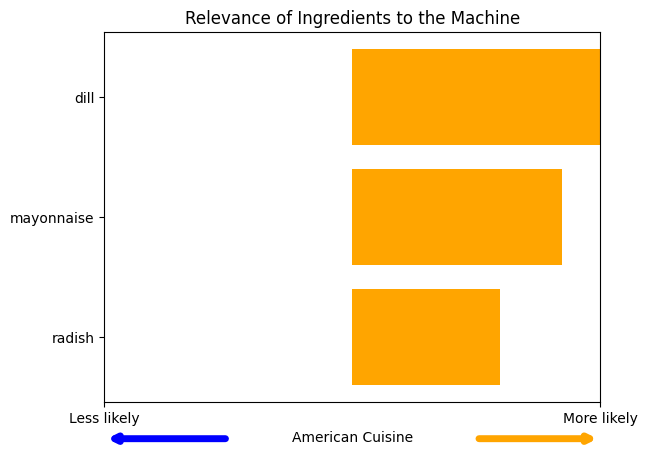 Relevance of Ingredients to the Machine
dill
mayonnaise
radish
Less likely
More likely
American Cuisine